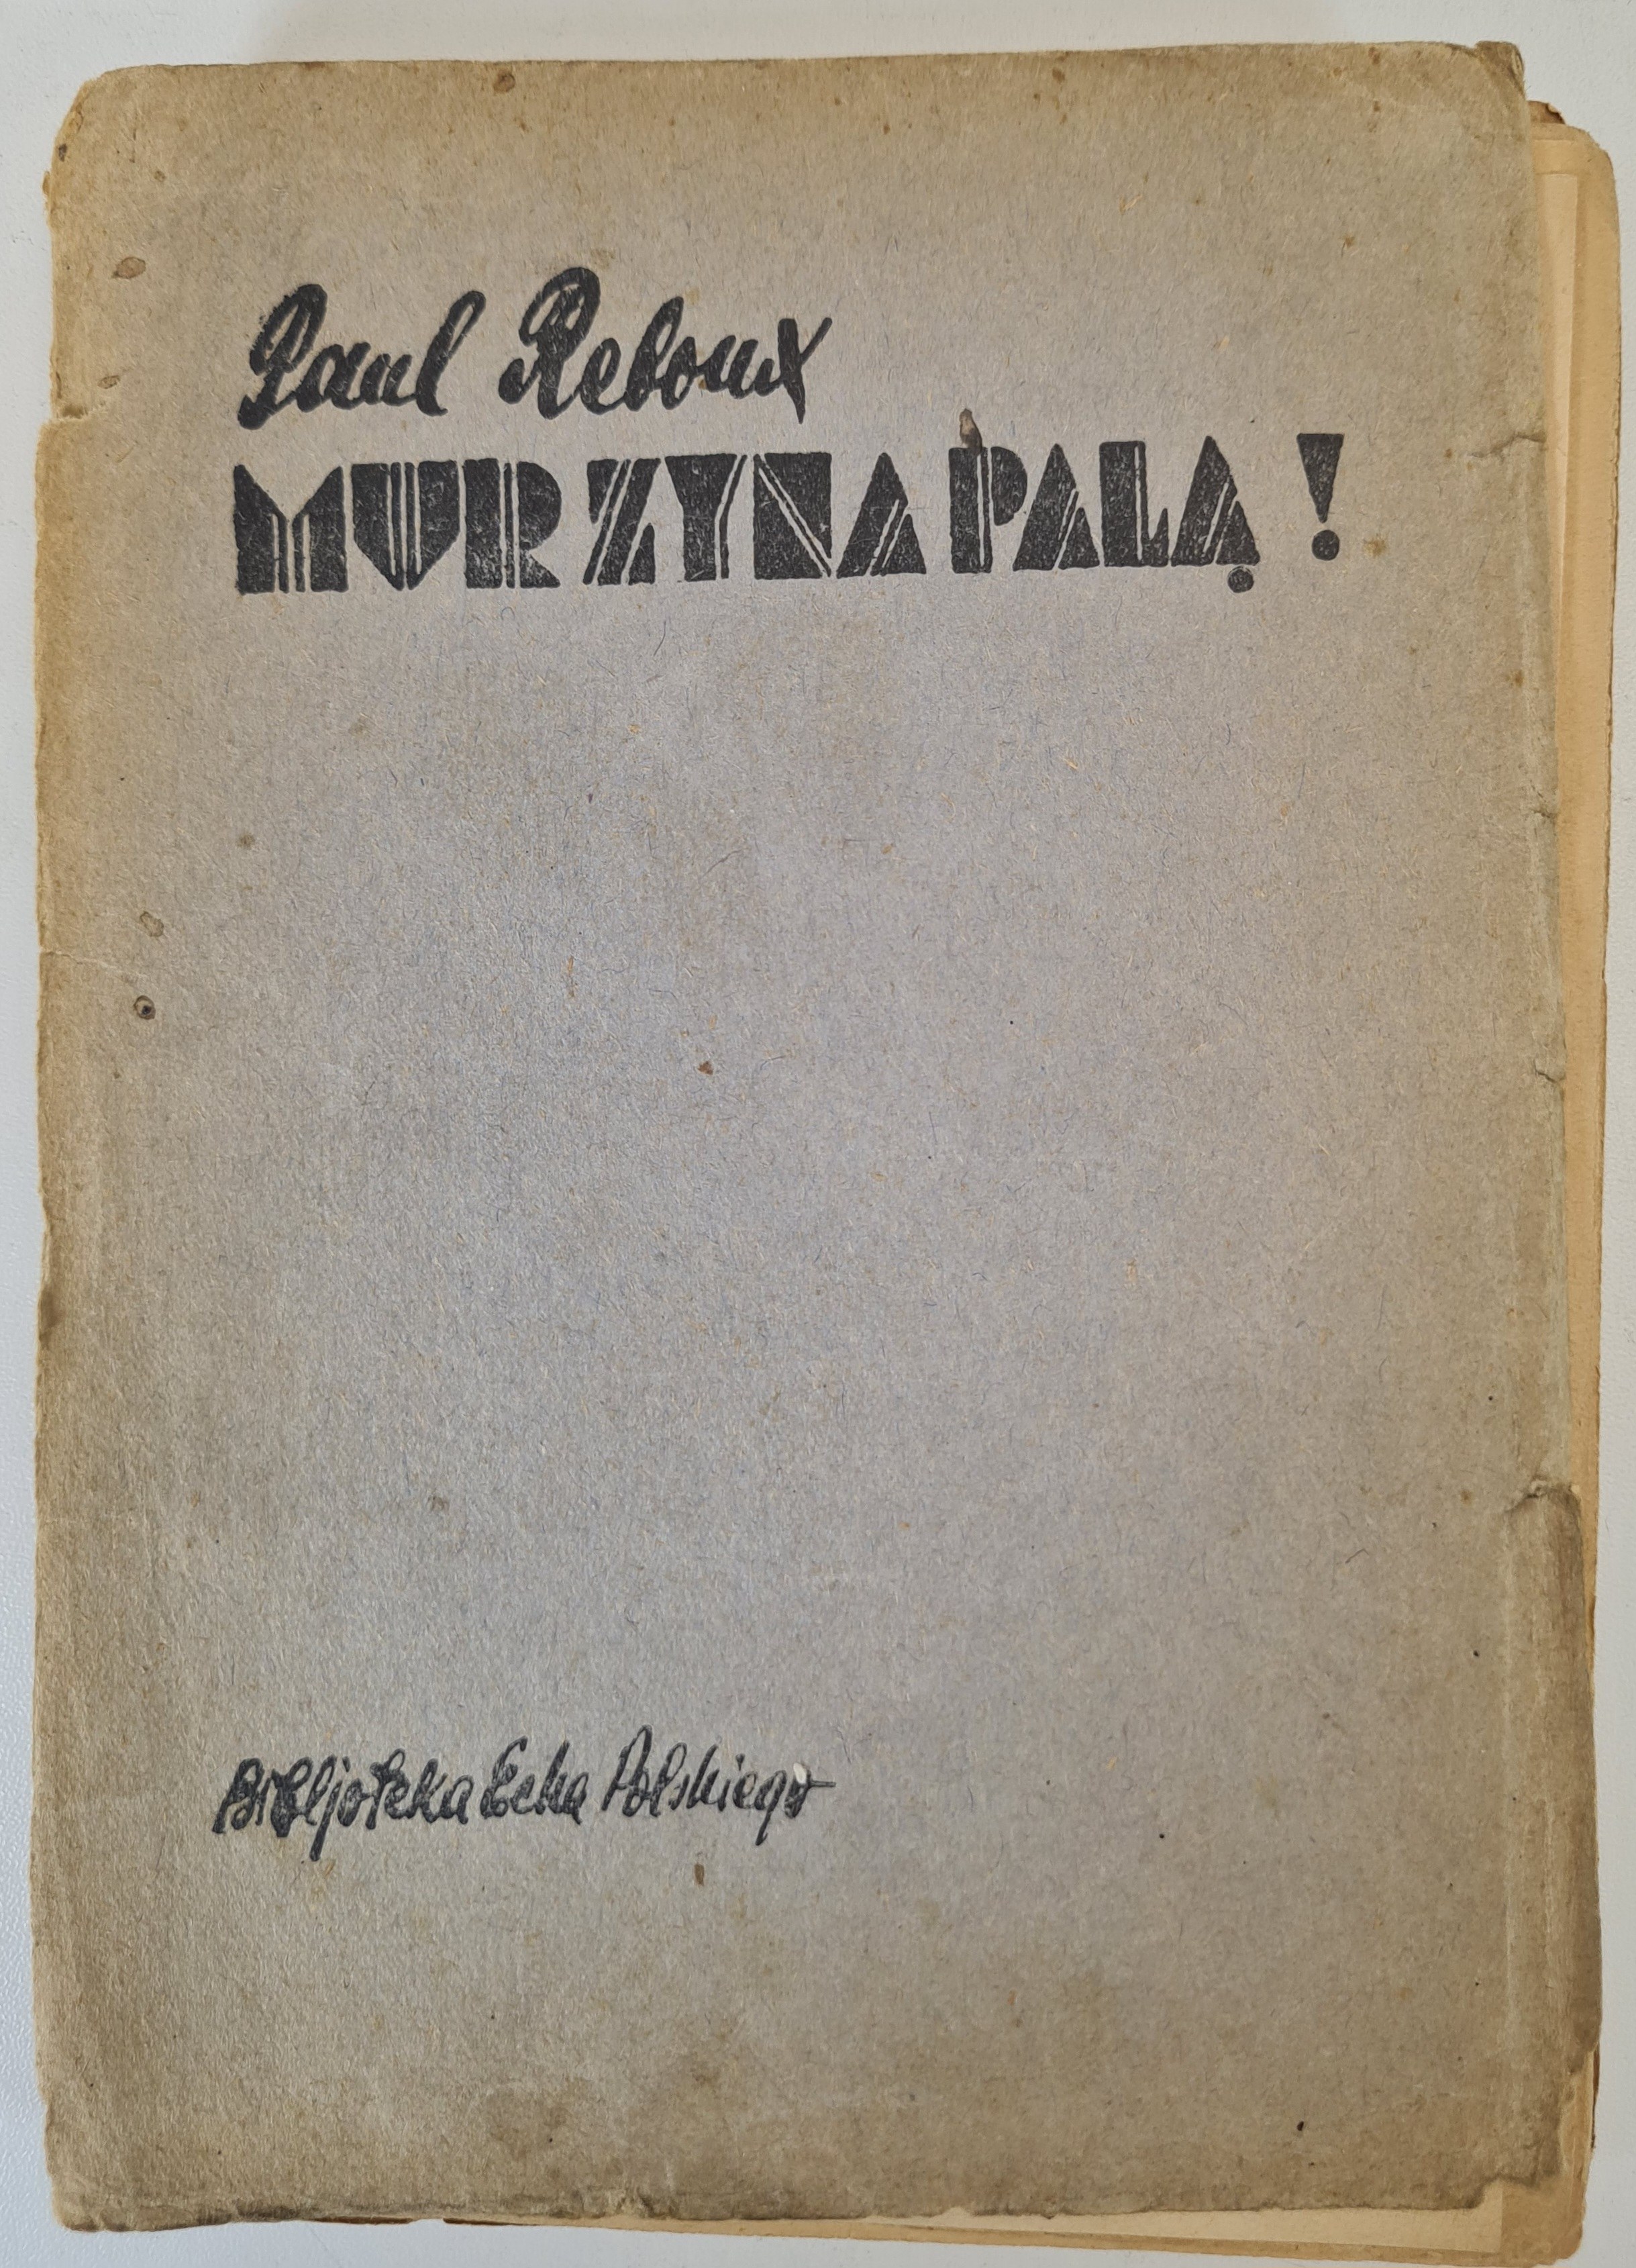 Paul Reboux
MURZYNA PALĄ!
Bibljoteka Echa Polskiego